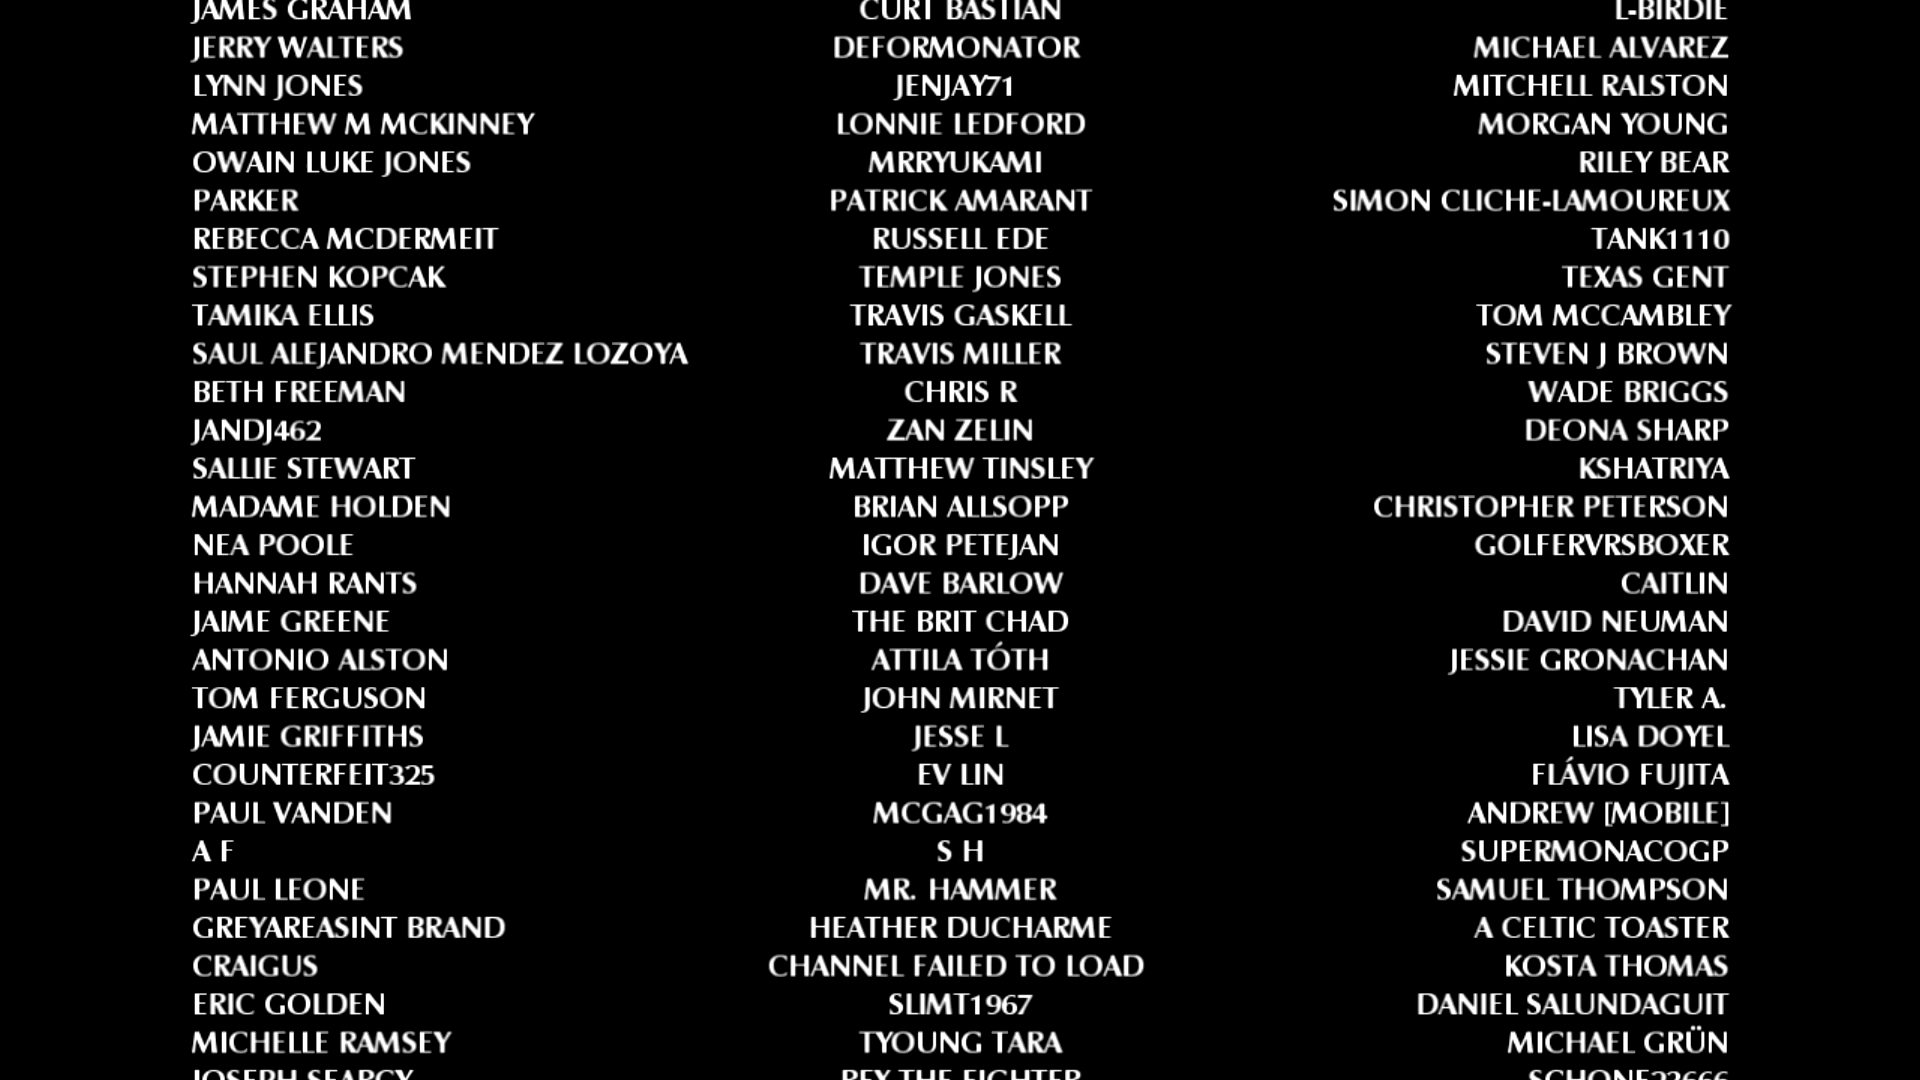 JAMES GRAHAM CURT BASTIAN L-BIRDIE
JERRY WALTERS DEFORMONATOR MICHAEL ALVAREZ
LYNN JONES JENJAY71 MITCHELL RALSTON
MATTHEW M MCKINNEY LONNIE LEDFORD MORGAN YOUNG
OWAIN LUKE JONES MRRYUKAMI RILEY BEAR
PARKER PATRICK AMARANT SIMON CLICHE-LAMOUREUX
REBECCA MCDERMEIT RUSSELL EDE TANK1110
STEPHEN KOPCAK TEMPLE JONES TEXAS GENT
TAMIKA ELLIS TRAVIS GASKELL TOM MCCAMBLEY
SAUL ALEJANDRO MENDEZ LOZOYA TRAVIS MILLER STEVEN J BROWN
BETH FREEMAN CHRIS R WADE BRIGGS
JANDJ462 ZAN ZELIN DEONA SHARP
SALLIE STEWART MATTHEW TINSLEY KSHATRIYA
MADAME HOLDEN BRIAN ALLSOPP CHRISTOPHER PETERSON
NEA POOLE IGOR PETEJAN GOLFERVRSBOXER
HANNAH RANTS DAVE BARLOW CAITLIN
JAIME GREENE THE BRIT CHAD DAVID NEUMAN
ANTONIO ALSTON ATTILA TÓTH JESSIE GRONACHAN
TOM FERGUSON JOHN MIRNET TYLER A.
JAMIE GRIFFITHS JESSE L LISA DOYEL
COUNTERFEIT325 EV LIN FLÁVIO FUJITA
PAUL VANDEN MCGAG1984 ANDREW [MOBILE]
A F S H SUPERMONACOGP
PAUL LEONE MR. HAMMER SAMUEL THOMPSON
GREYAREASINT BRAND HEATHER DUCHARME A CELTIC TOASTER
CRAIGUS CHANNEL FAILED TO LOAD KOSTA THOMAS
ERIC GOLDEN SLIMT1967 DANIEL SALUNDAGUIT
MICHELLE RAMSEY TYOUNG TARA MICHAEL GRÜN
JOSEPH SEARCY REX THE FIGHTER